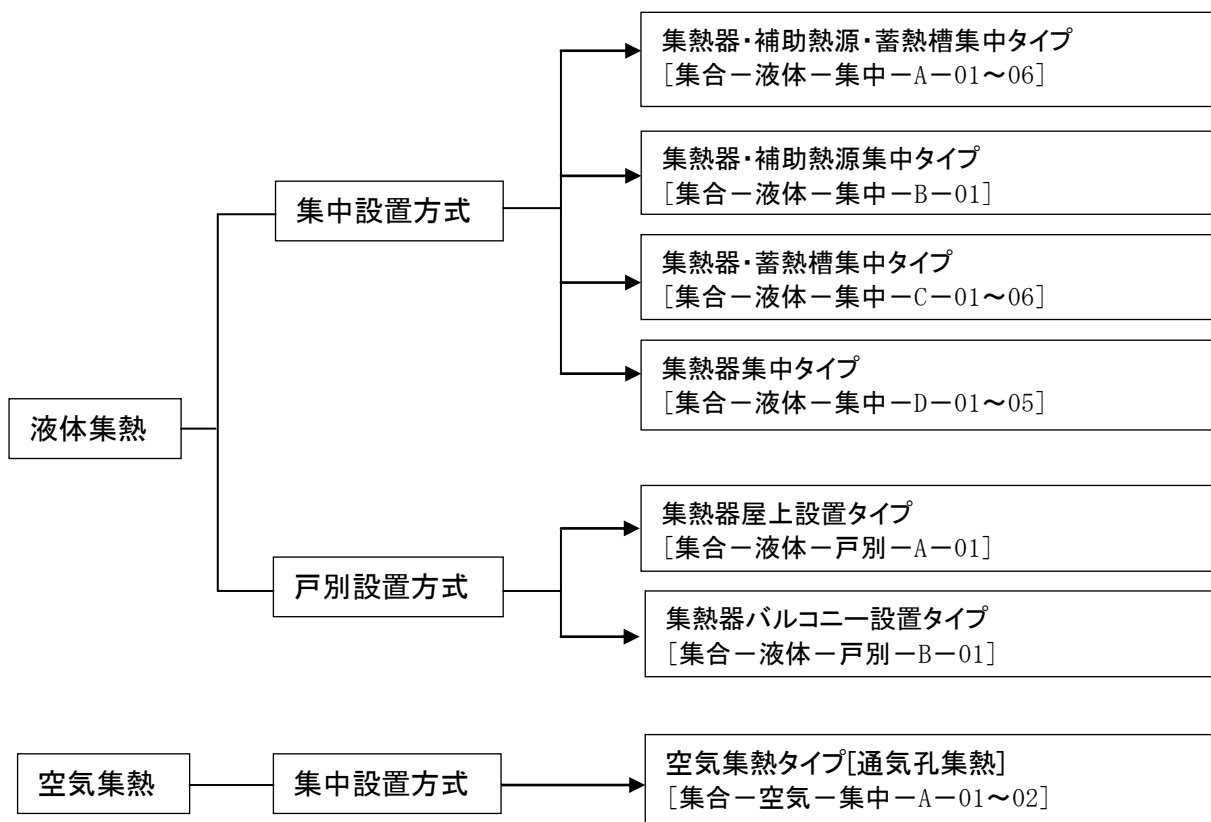 集熱器・補助熱源・蓄熱槽集中タイプ
[集合－液体－集中－A－01～06]
集熱器・補助熱源集中タイプ
[集合－液体－集中－B－01]
集中設置方式
集熱器・蓄熱槽集中タイプ
[集合－液体－集中－C－01～06]
集熱器集中タイプ
[集合－液体－集中－D－01～05]
液体集熱
集熱器屋上設置タイプ
[集合－液体－戸別－A－01]
戸別設置方式
集熱器バルコニー設置タイプ
[集合－液体－戸別－B－01]
空気集熱
集中設置方式
空気集熱タイプ[通気孔集熱]
[集合－空気－集中－A－01～02]